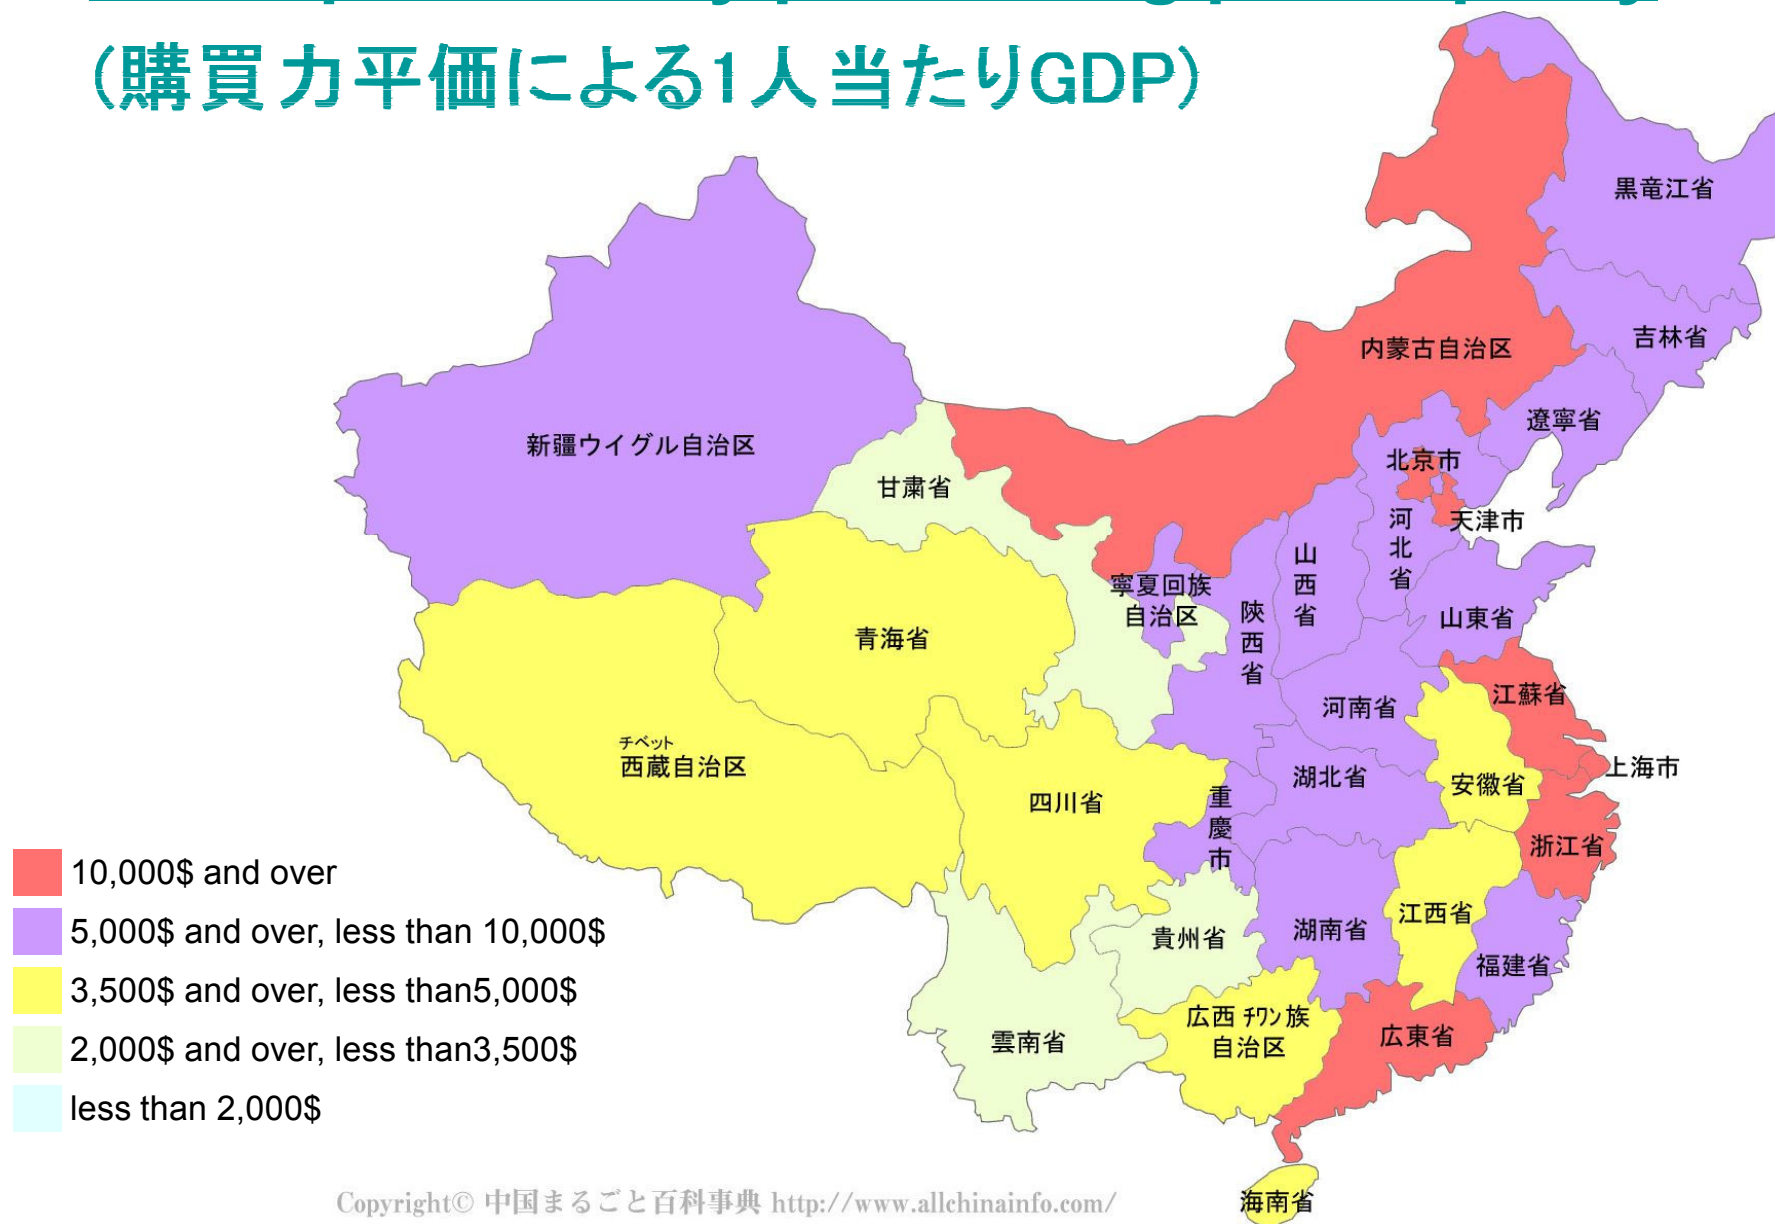 (購買力平価による1人当たりGDP)
黒竜江省
吉林省
内蒙古自治区
遼寧省
新疆ウイグル自治区
北京市
甘粛省
天津市
河北省
山西省
寧夏回族
自治区
陝西省
山東省
青海省
江蘇省
河南省
チベット
西蔵自治区
上海市
湖北省
安徽省
四川省
重慶市
浙江省
10,000$ and over
5,000$ and over, less than 10,000$
3,500$ and over, less than5,000$
2,000$ and over, less than3,500$
less than 2,000$
江西省
湖南省
貴州省
福建省
広西 チワン族
自治区
広東省
雲南省
海南省
Copyright© 中国まるごと百科事典 http://www.allchinainfo.com/